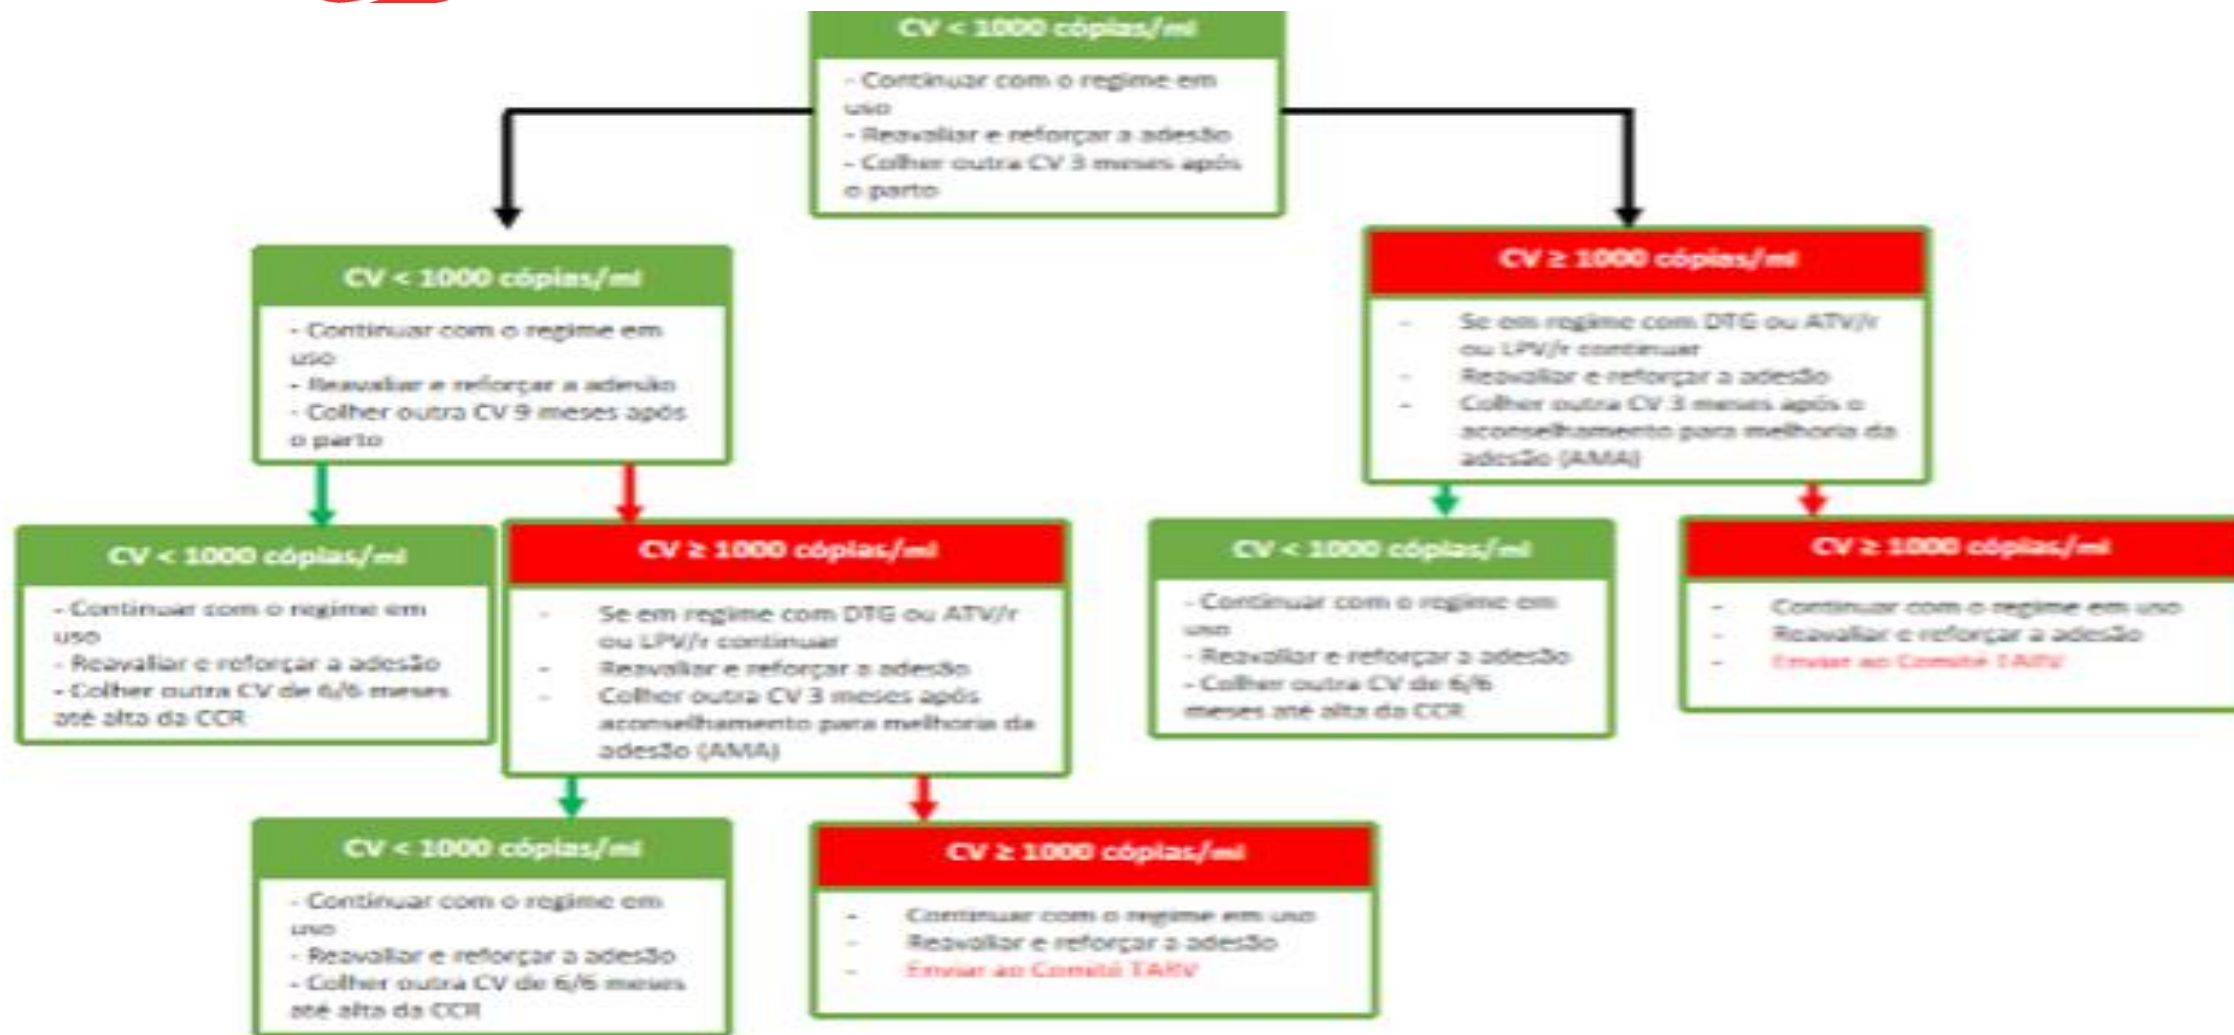 CV < 1000 cópias/ml
- Continuar com o regime em
uso
- Reavaliar e reforçar a adesão
- Colher outra CV 3 meses após
o parto
CV < 1000 cópias/ml
- Continuar com o regime em
uso
- Reavaliar e reforçar a adesão
- Colher outra CV 9 meses após
o parto
CV ≥ 1000 cópias/ml
- Se em regime com DTG ou ATV/r
ou LPV/r continuar
- Reavaliar e reforçar a adesão
- Colher outra CV 3 meses após o
aconselhamento para melhoria da
adesão (AMA)
CV < 1000 cópias/ml
- Continuar com o regime em
uso
- Reavaliar e reforçar a adesão
- Colher outra CV de 6/6 meses
até alta da CCR
CV ≥ 1000 cópias/ml
- Se em regime com DTG ou ATV/r
ou LPV/r continuar
- Reavaliar e reforçar a adesão
- Colher outra CV 3 meses após
aconselhamento para melhoria da
adesão (AMA)
CV < 1000 cópias/ml
- Continuar com o regime em
uso
- Reavaliar e reforçar a adesão
- Colher outra CV de 6/6
meses até alta da CCR
CV ≥ 1000 cópias/ml
- Continuar com o regime em uso
- Reavaliar e reforçar a adesão
- Enviar ao Comité TARV
CV < 1000 cópias/ml
- Continuar com o regime em
uso
- Reavaliar e reforçar a adesão
- Colher outra CV de 6/6 meses
até alta da CCR
CV ≥ 1000 cópias/ml
- Continuar com o regime em uso
- Reavaliar e reforçar a adesão
- Enviar ao Comité TARV